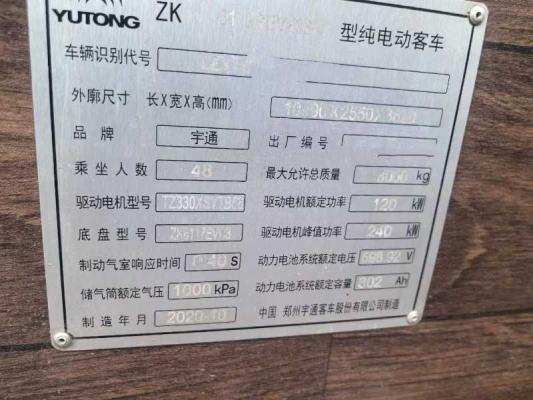 YUTONG ZK 型纯电动客车
车辆识别代号
外廓尺寸 长X宽X高(mm)
品牌 宇通 出厂编号
乘坐人数 48 最大允许总质量 kg
驱动电机型号 驱动电机额定功率 120 kW
底盘型号 驱动电机峰值功率 240 kW
制动气室响应时间 S 动力电池系统额定电压 V
储气筒额定气压 1000 kPa 动力电池系统额定容量 302 Ah
制造年月 2020-10 中国 郑州宇通客车股份有限公司制造